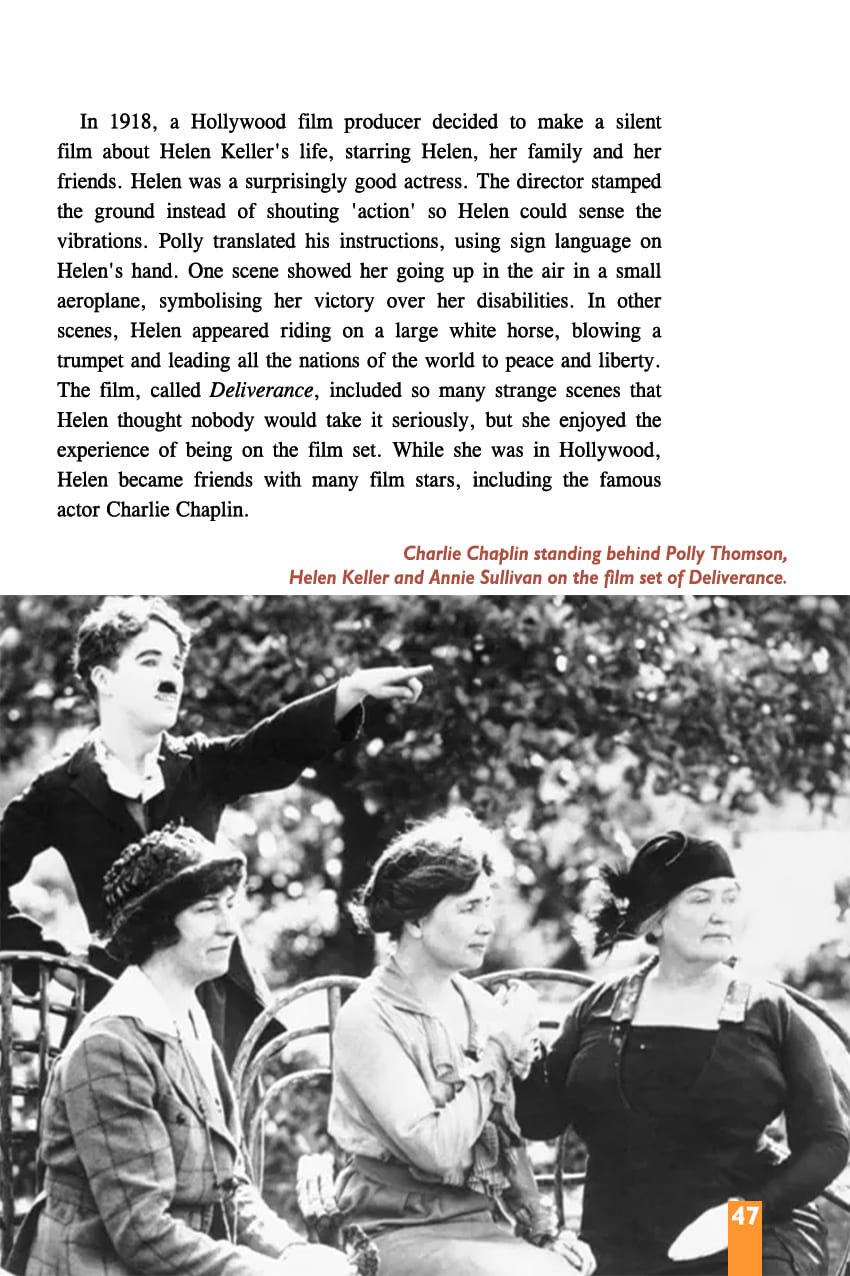 In 1918, a Hollywood film producer decided to make a silent
film about Helen Keller's life, starring Helen, her family and her
friends. Helen was a surprisingly good actress. The director stamped
the ground instead of shouting 'action' so Helen could sense the
vibrations. Polly translated his instructions, using sign language on
Helen's hand. One scene showed her going up in the air in a small
aeroplane, symbolising her victory over her disabilities. In other
scenes, Helen appeared riding on a large white horse, blowing a
trumpet and leading all the nations of the world to peace and liberty.
The film, called Deliverance, included so many strange scenes that
Helen thought nobody would take it seriously, but she enjoyed the
experience of being on the film set. While she was in Hollywood,
Helen became friends with many film stars, including the famous
actor Charlie Chaplin.
Charlie Chaplin standing behind Polly Thomson,
Helen Keller and Annie Sullivan on the film set of Deliverance.
47